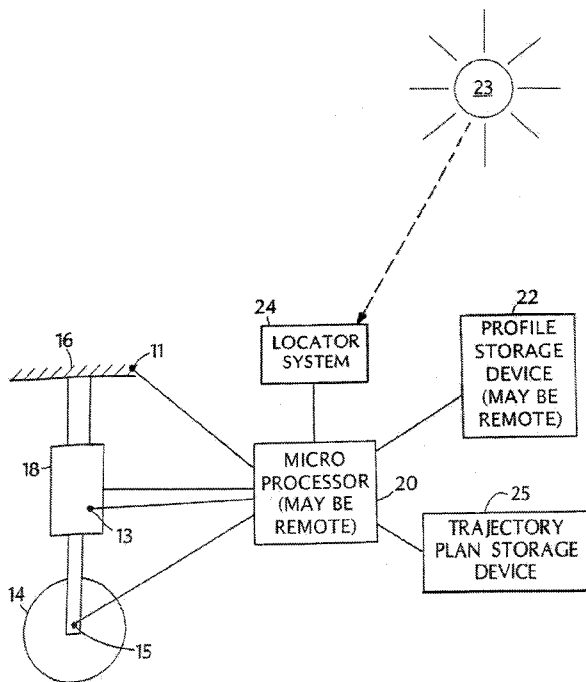 23
24
LOCATOR
SYSTEM
22
PROFILE
STORAGE
DEVICE
(MAY BE
REMOTE)
16
11
18
13
MICRO
PROCESSOR
(MAY BE
REMOTE)
20
25
TRAJECTORY
PLAN STORAGE
DEVICE
14
15